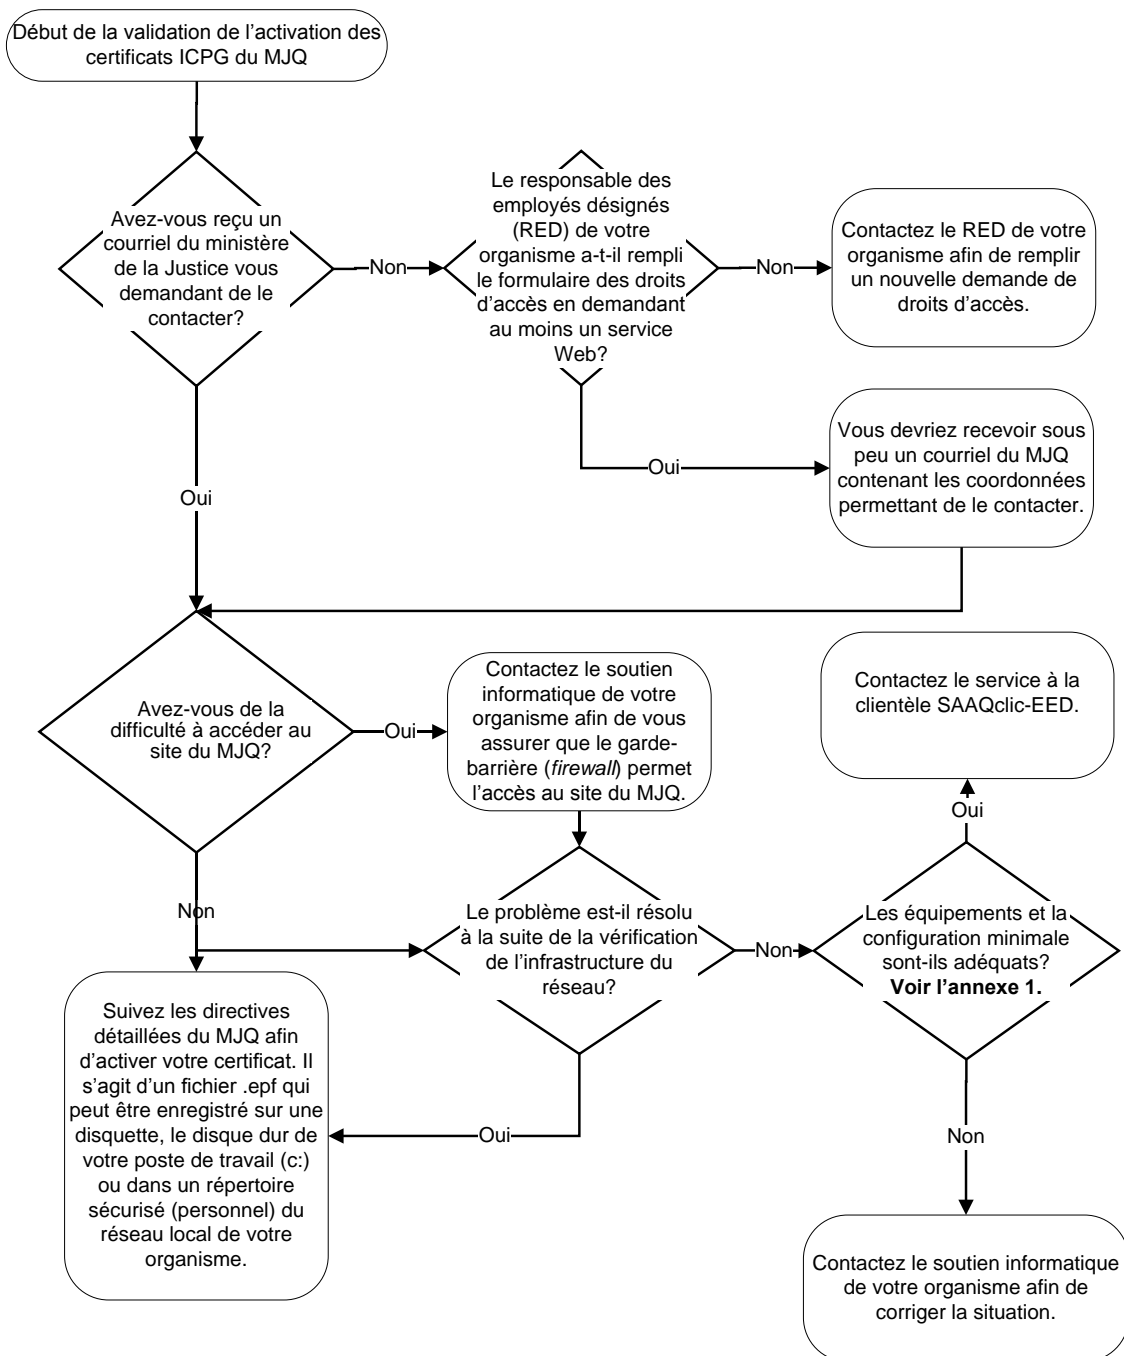 Début de la validation de l'activation des
certificats ICPG du MJQ
Avez-vous reçu un
courriel du ministère
de la Justice vous
demandant de le
contacter?
Non
Le responsable des
employés désignés
(RED) de votre
organisme a-t-il rempli
le formulaire des droits
d'accès en demandant
au moins un service
Web?
Non
Contactez le RED de votre
organisme afin de remplir
un nouvelle demande de
droits d'accès.
Oui
Vous devriez recevoir sous
peu un courriel du MJQ
contenant les coordonnées
permettant de le contacter.
Oui
Avez-vous de la
difficulté à accéder au
site du MJQ?
Oui
Contactez le soutien
informatique de votre
organisme afin de vous
assurer que le garde-
barrière (firewall) permet
l'accès au site du MJQ.
Contactez le service à la
clientèle SAAQclic-EED.
Oui
Non
Le problème est-il résolu
à la suite de la vérification
de l'infrastructure du
réseau?
Non
Les équipements et la
configuration minimale
sont-ils adéquats?
Voir l'annexe 1.
Suivez les directives
détaillées du MJQ afin
d'activer votre certificat. Il
s'agit d'un fichier .epf qui
peut être enregistré sur une
disquette, le disque dur de
votre poste de travail (c:)
ou dans un répertoire
sécurisé (personnel) du
réseau local de votre
organisme.
Oui
Non
Contactez le soutien informatique
de votre organisme afin de
corriger la situation.